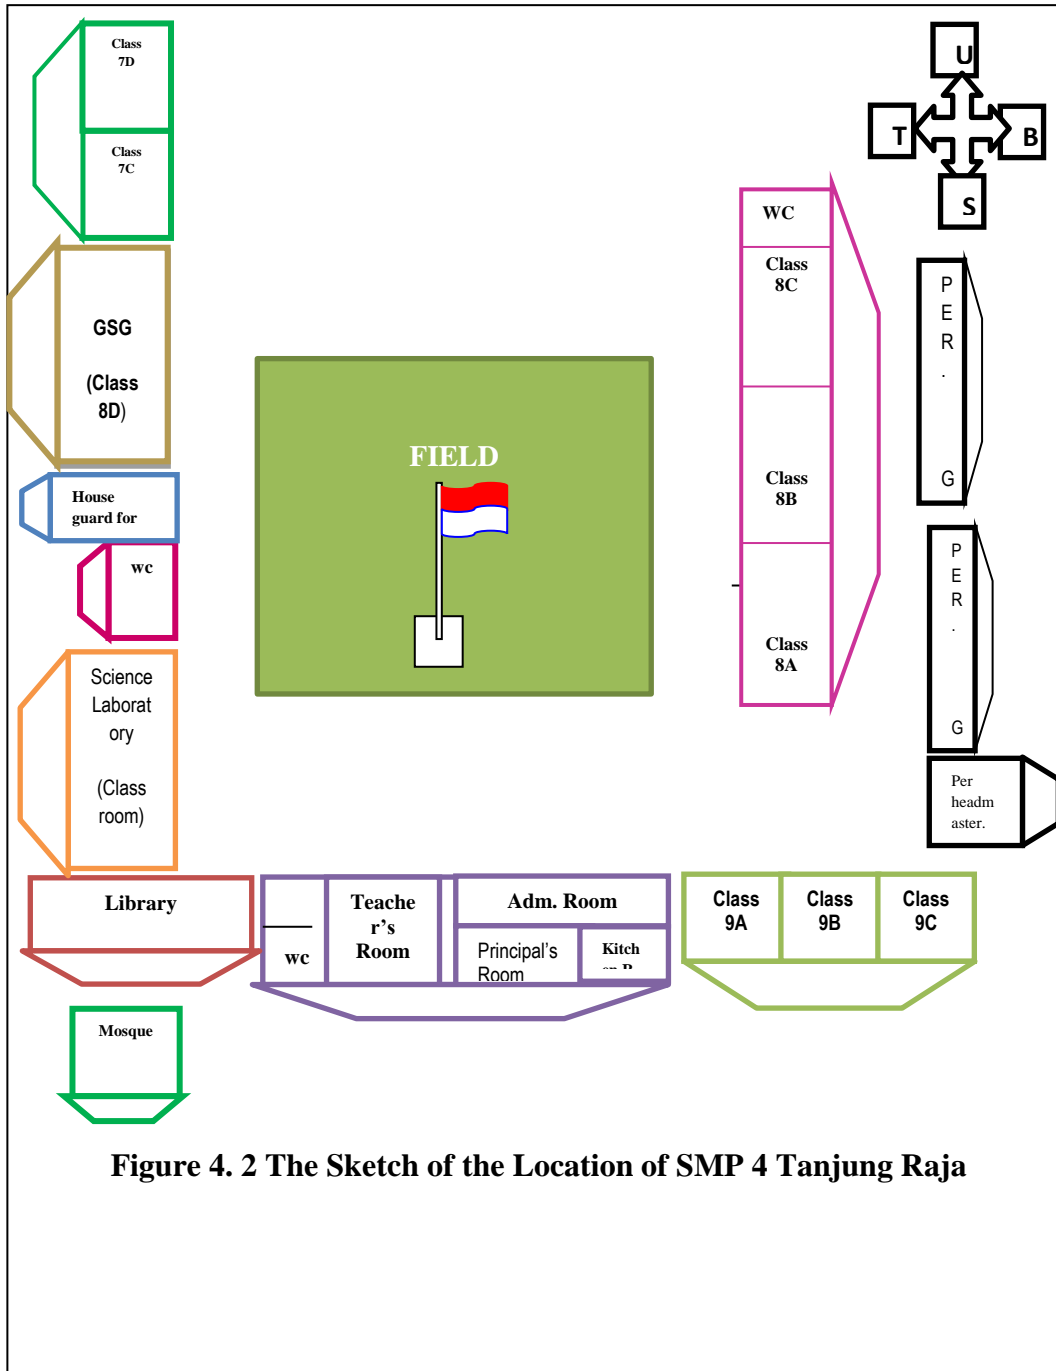 Class
7D
Class
7C
U
T
B
S
WC
Class
8C
Class
8B
Class
8A
P
E
R
.
G
P
E
R
.
G
Per
headm
aster.
GSG
(Class
8D)
House
guard for
wc
Science
Laborat
ory
(Class
room)
FIELD
Library
wc
Teache
r's
Room
Adm. Room
Principal's
Room
Kitch
Class
9A
Class
9B
Class
9C
Mosque
Figure 4. 2 The Sketch of the Location of SMP 4 Tanjung Raja